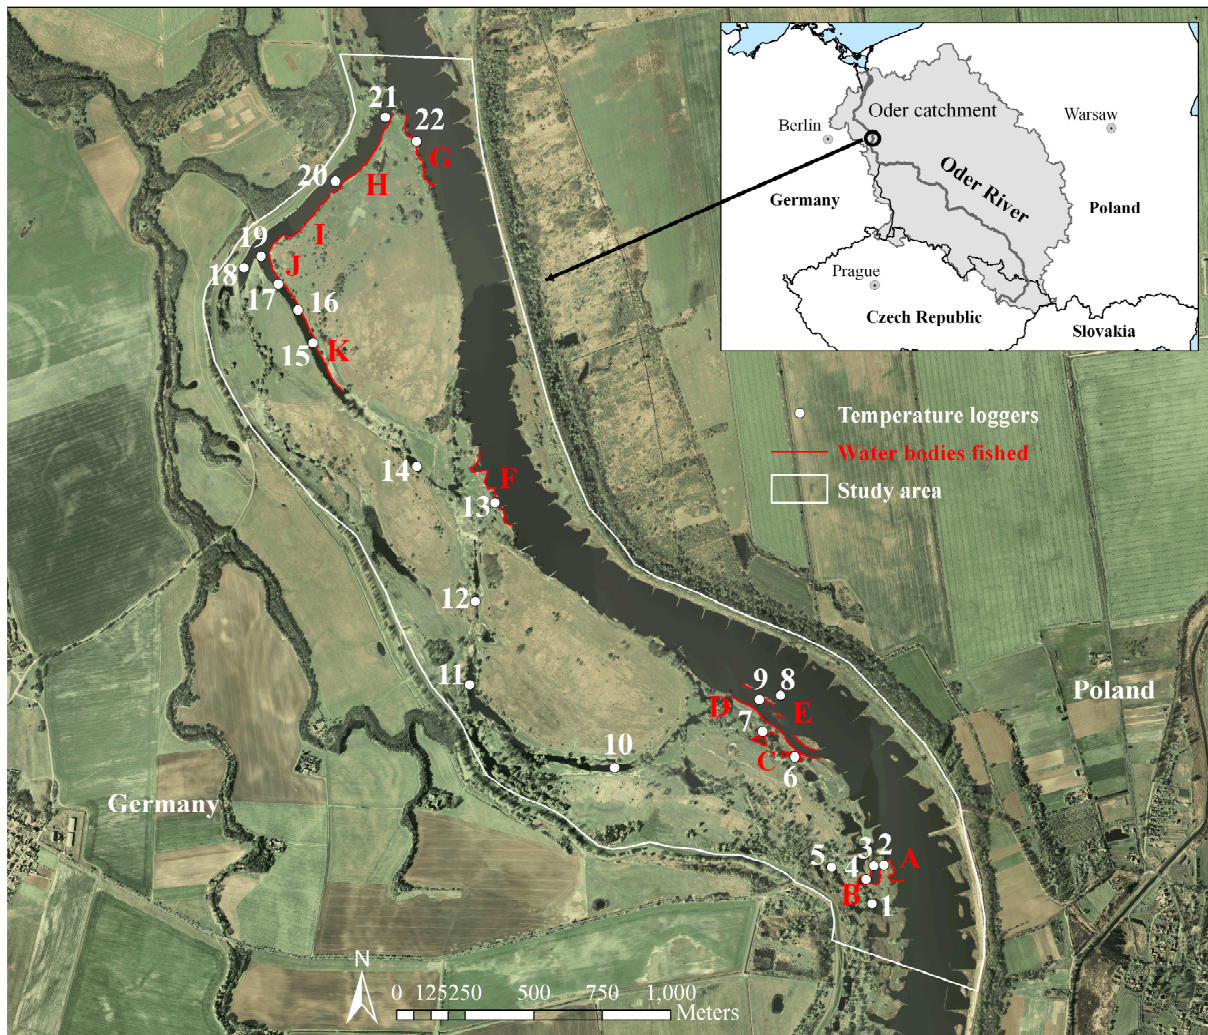 Oder catchment
Berlin
Warsaw
Oder River
Germany
Poland
Prague
Czech Republic
Slovakia
21
22
G
20
H
I
19
18
J
17
16
15
K
Temperature loggers
Water bodies fished
Study area
14
F
13
12
11
Poland
9
8
D
E
7
10
C
6
Germany
5
3
2
A
4
B
1
N
0 125 250 500 750 1,000
Meters